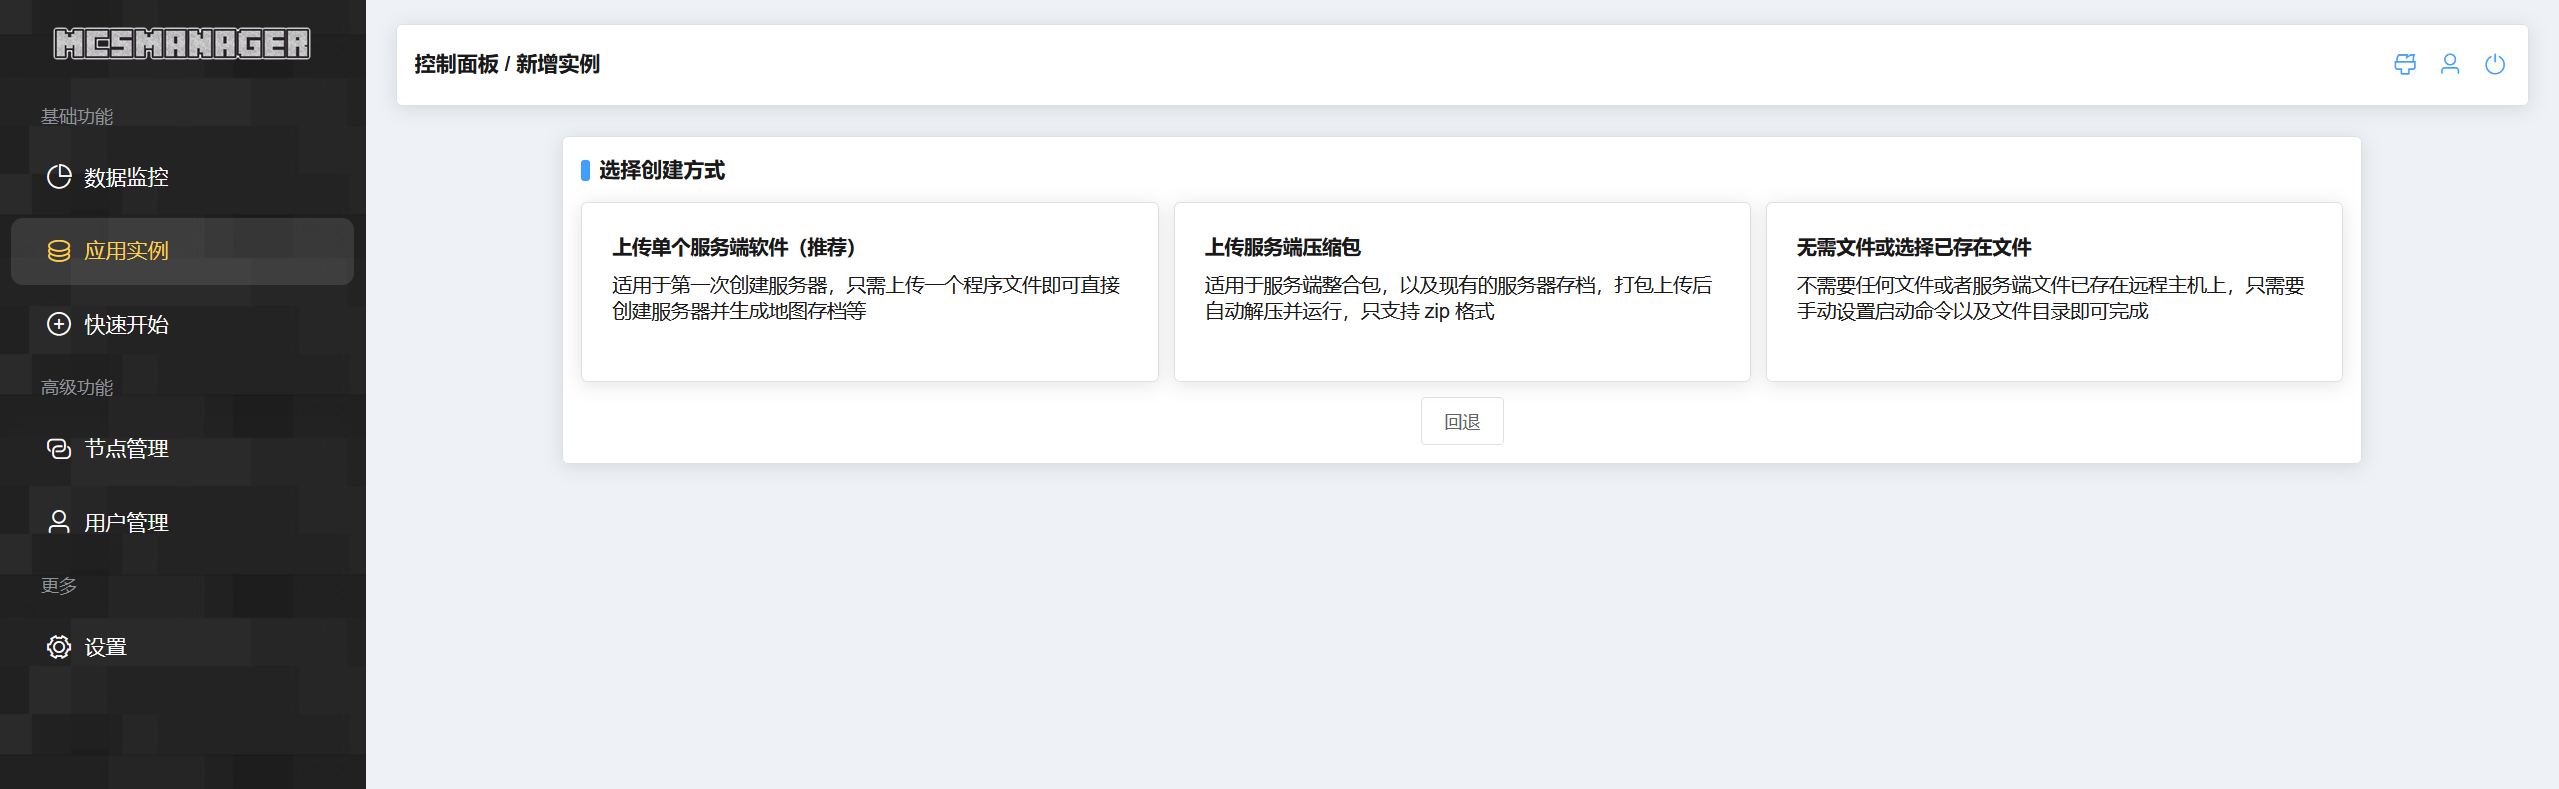 MCSMANAGER
基础功能
数据监控
应用实例
快速开始
高级功能
节点管理
用户管理
更多
设置
控制面板 / 新增实例
选择创建方式
上传单个服务端软件（推荐）
适用于第一次创建服务器，只需上传一个程序文件即可直接
创建服务器并生成地图存档等
上传服务端压缩包
适用于服务端整合包，以及现有的服务器存档，打包上传后
自动解压并运行，只支持 zip 格式
无需文件或选择已存在文件
不需要任何文件或者服务端文件已存在远程主机上，只需要
手动设置启动命令以及文件目录即可完成
回退